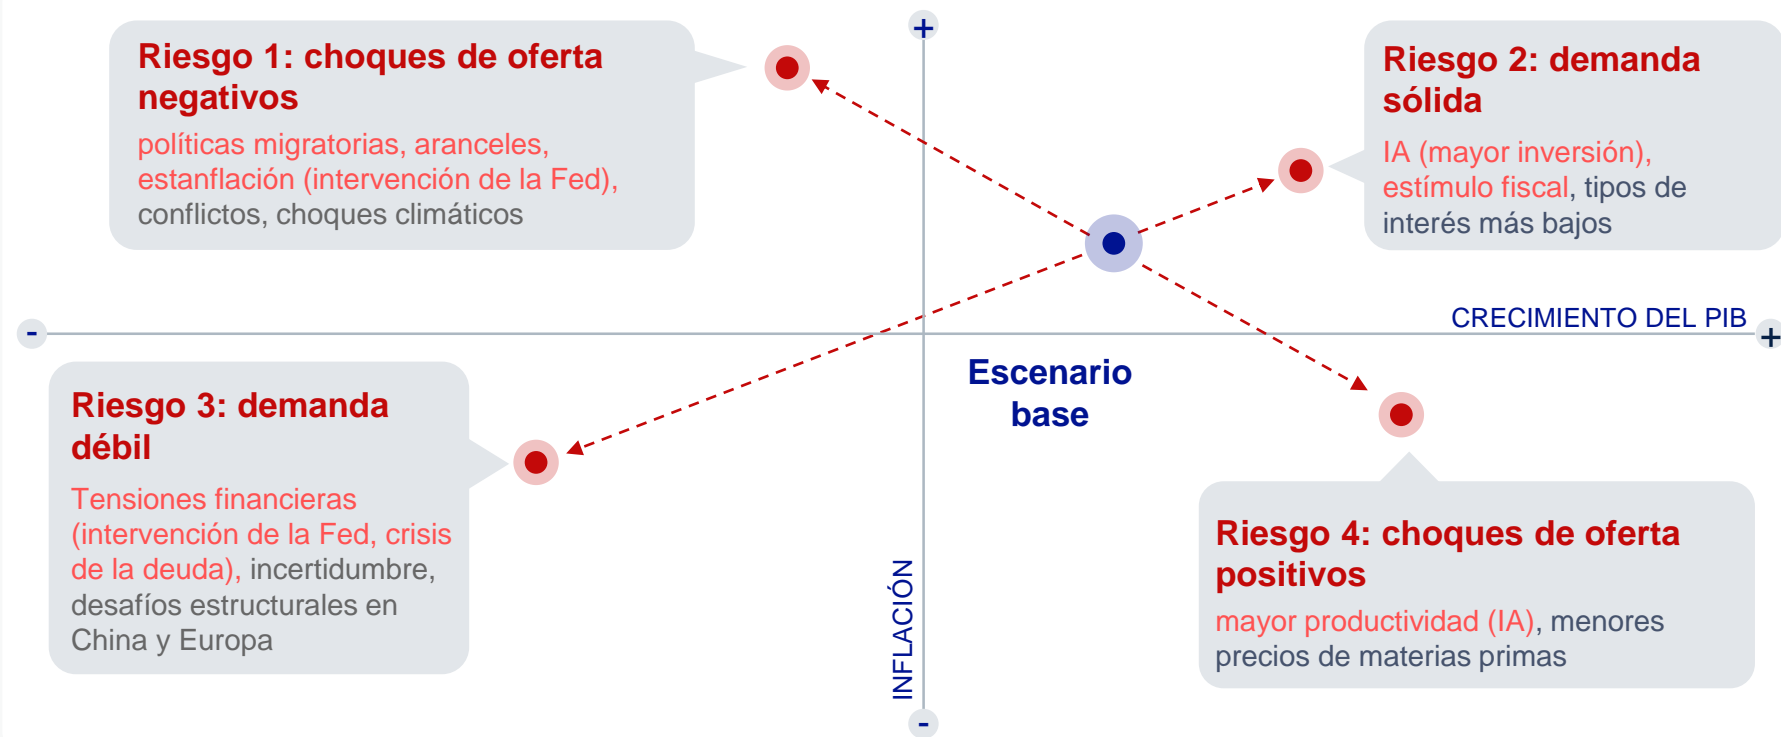 +
Riesgo 1: choques de oferta
negativos
políticas migratorias, aranceles,
estanflación (intervención de la Fed),
conflictos, choques climáticos
Riesgo 2: demanda
sólida
IA (mayor inversión),
estímulo fiscal, tipos de
interés más bajos
CRECIMIENTO DEL PIB
-
+
Escenario
base
Riesgo 3: demanda
débil
Tensiones financieras
(intervención de la Fed, crisis
de la deuda), incertidumbre,
desafíos estructurales en
China y Europa
INFLACIÓN
Riesgo 4: choques de oferta
positivos
mayor productividad (IA), menores
precios de materias primas
-